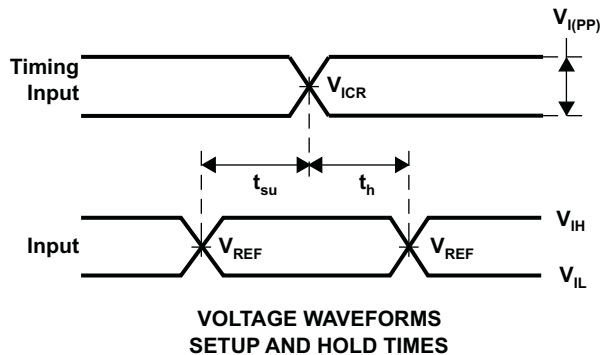 V_I(PP)
Timing
Input
V_ICR
t_su
t_h
Input
V_REF
V_REF
V_IH
V_IL
VOLTAGE WAVEFORMS
SETUP AND HOLD TIMES